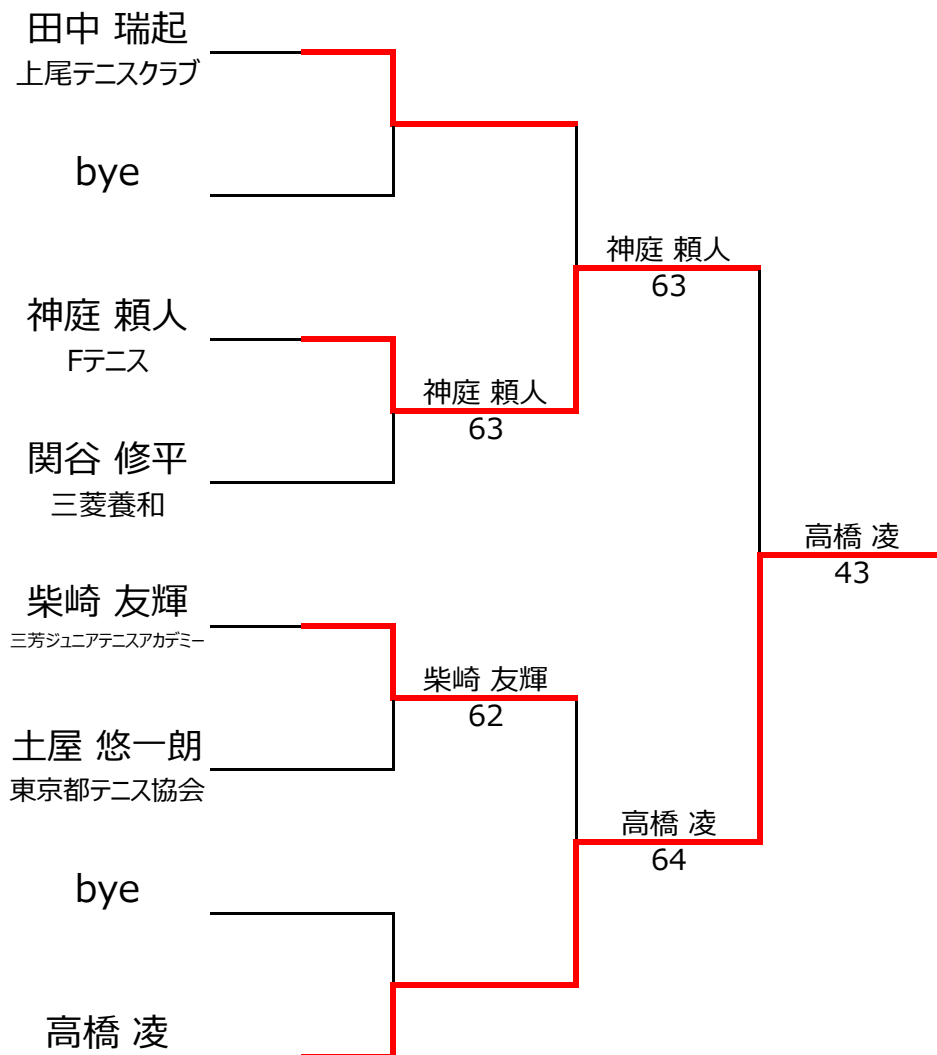 田中 瑞起
上尾テニスクラブ
bye
神庭 頼人
63
神庭 頼人
Fテニス
神庭 頼人
63
関谷 修平
三菱養和
高橋 凌
43
柴崎 友輝
三芳ジュニアテニスアカデミー
柴崎 友輝
62
土屋 悠一朗
東京都テニス協会
高橋 凌
64
bye
高橋 凌